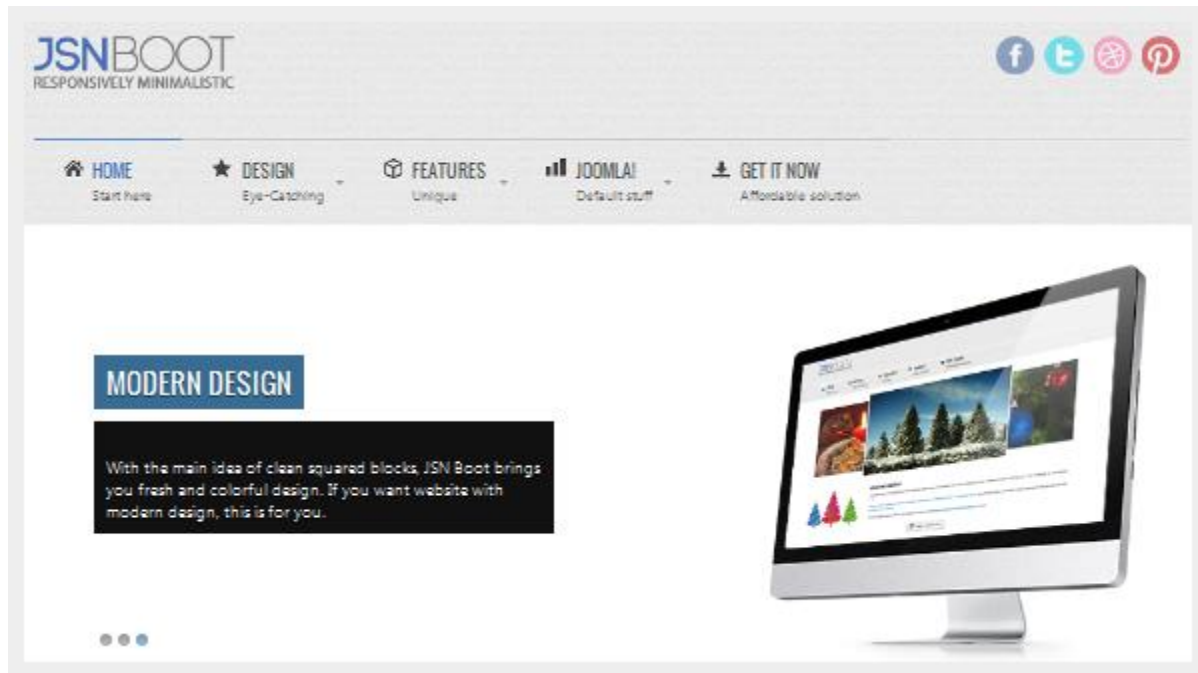 JSNBOOT
RESPONSIVELY MINIMALISTIC
HOME
Start here
DESIGN
Eye-Catching
FEATURES
Unique
JOOMLA!
Default stuff
GET IT NOW
Affordable solution
MODERN DESIGN
With the main idea of clean squared blocks, JSN Boot brings
you fresh and colorful design. If you want website with
modern design, this is for you.